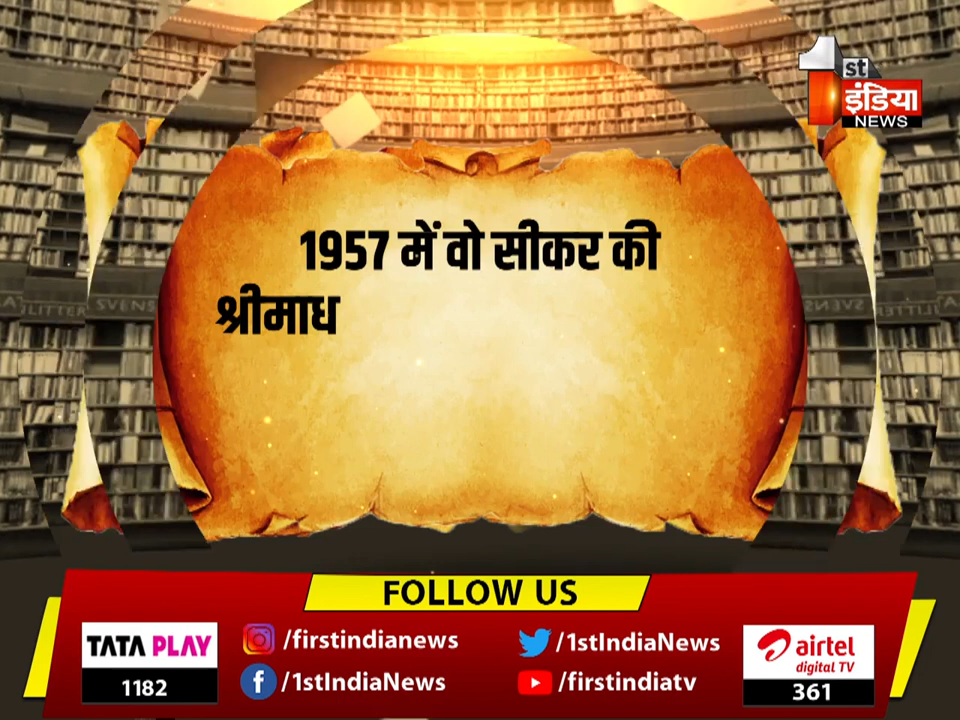 1st
इंडिया
NEWS
1957 में वो सीकर की
श्रीमाध
FOLLOW US
TATA PLAY
1182
/firstindianews
/1stIndiaNews
/1stIndiaNews
/firstindiatv
airtel
digital TV
361